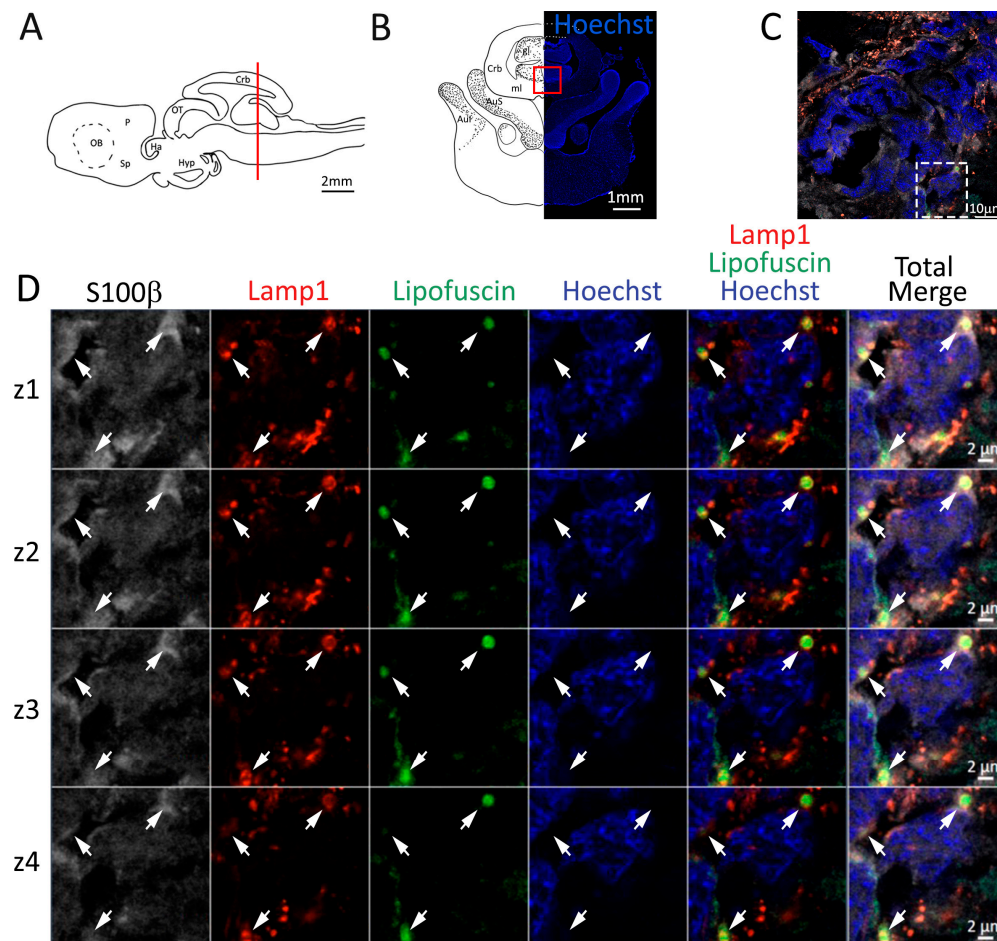 A
B
C
Hoechst
Crb
OT
P
OB
Ha
Sp
Hyp
2mm
gl
Crb
ml
AuS
Aul
1mm
10μm
Lamp1
Lipofuscin
Hoechst
Total
Merge
D
S100β
Lamp1
Lipofuscin
Hoechst
z1
2 μm
z2
2 μm
z3
2 μm
z4
2 μm